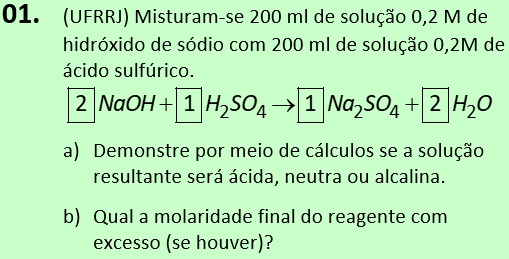 01. (UFRRJ) Misturam-se 200 ml de solução 0,2 M de
hidróxido de sódio com 200 ml de solução 0,2M de
ácido sulfúrico.
2 NaOH + 1 H₂SO₄ → 1 Na₂SO₄ + 2 H₂O
a) Demonstre por meio de cálculos se a solução
resultante será ácida, neutra ou alcalina.
b) Qual a molaridade final do reagente com
excesso (se houver)?